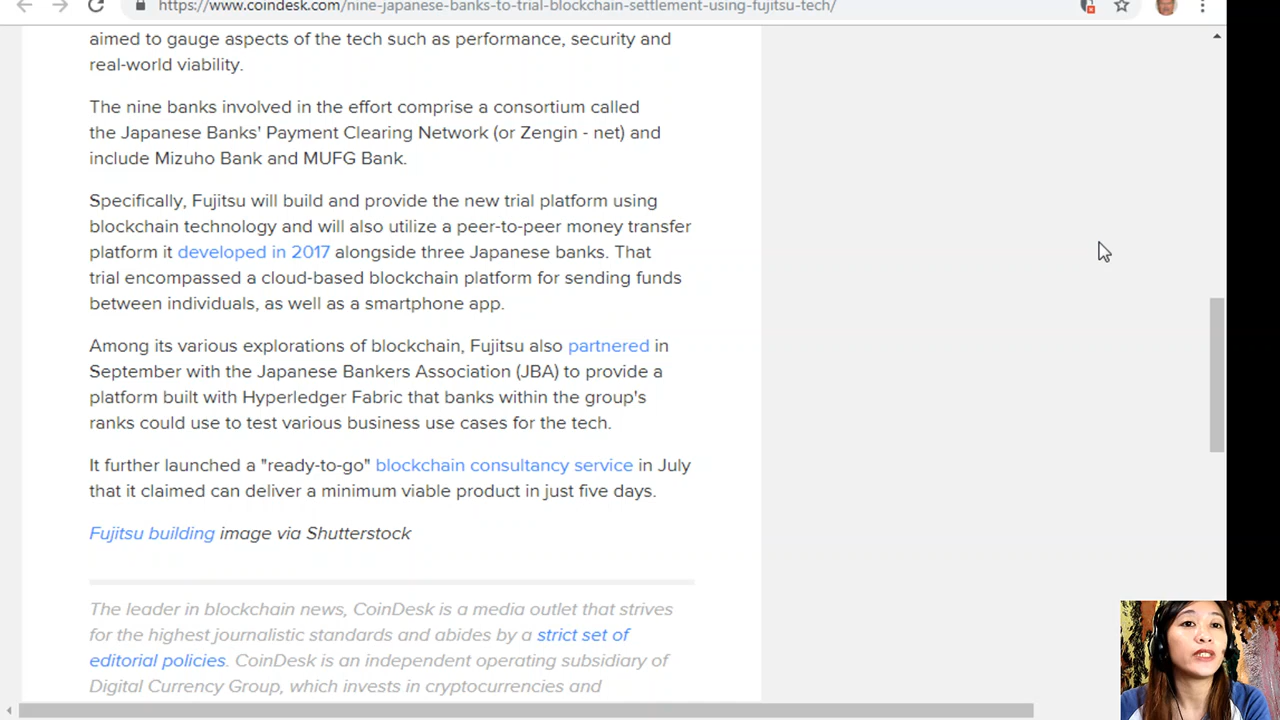 https://www.coindesk.com/nine-japanese-banks-to-trial-blockchain-settlement-using-fujitsu-tech/
aimed to gauge aspects of the tech such as performance, security and
real-world viability.
The nine banks involved in the effort comprise a consortium called
the Japanese Banks' Payment Clearing Network (or Zengin - net) and
include Mizuho Bank and MUFG Bank.
Specifically, Fujitsu will build and provide the new trial platform using
blockchain technology and will also utilize a peer-to-peer money transfer
platform it developed in 2017 alongside three Japanese banks. That
trial encompassed a cloud-based blockchain platform for sending funds
between individuals, as well as a smartphone app.
Among its various explorations of blockchain, Fujitsu also partnered in
September with the Japanese Bankers Association (JBA) to provide a
platform built with Hyperledger Fabric that banks within the group's
ranks could use to test various business use cases for the tech.
It further launched a "ready-to-go" blockchain consultancy service in July
that it claimed can deliver a minimum viable product in just five days.
Fujitsu building image via Shutterstock
The leader in blockchain news, CoinDesk is a media outlet that strives
for the highest journalistic standards and abides by a strict set of
editorial policies. CoinDesk is an independent operating subsidiary of
Digital Currency Group, which invests in cryptocurrencies and